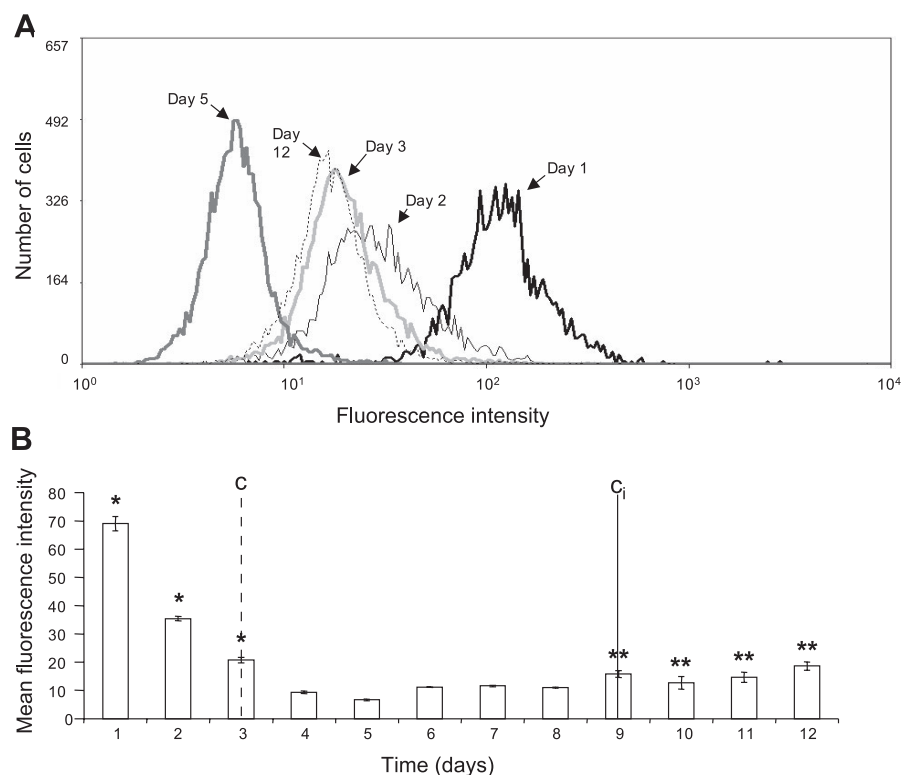 A
657
492
326
164
0
Number of cells
Day 5
Day
12
Day 3
Day 2
Day 1
10⁰
10¹
10²
10³
10⁴
Fluorescence intensity
B
Mean fluorescence intensity
80
70
60
50
40
30
20
10
0
*
*
*
c
cᵢ
**
**
**
**
1 2 3 4 5 6 7 8 9 10 11 12
Time (days)